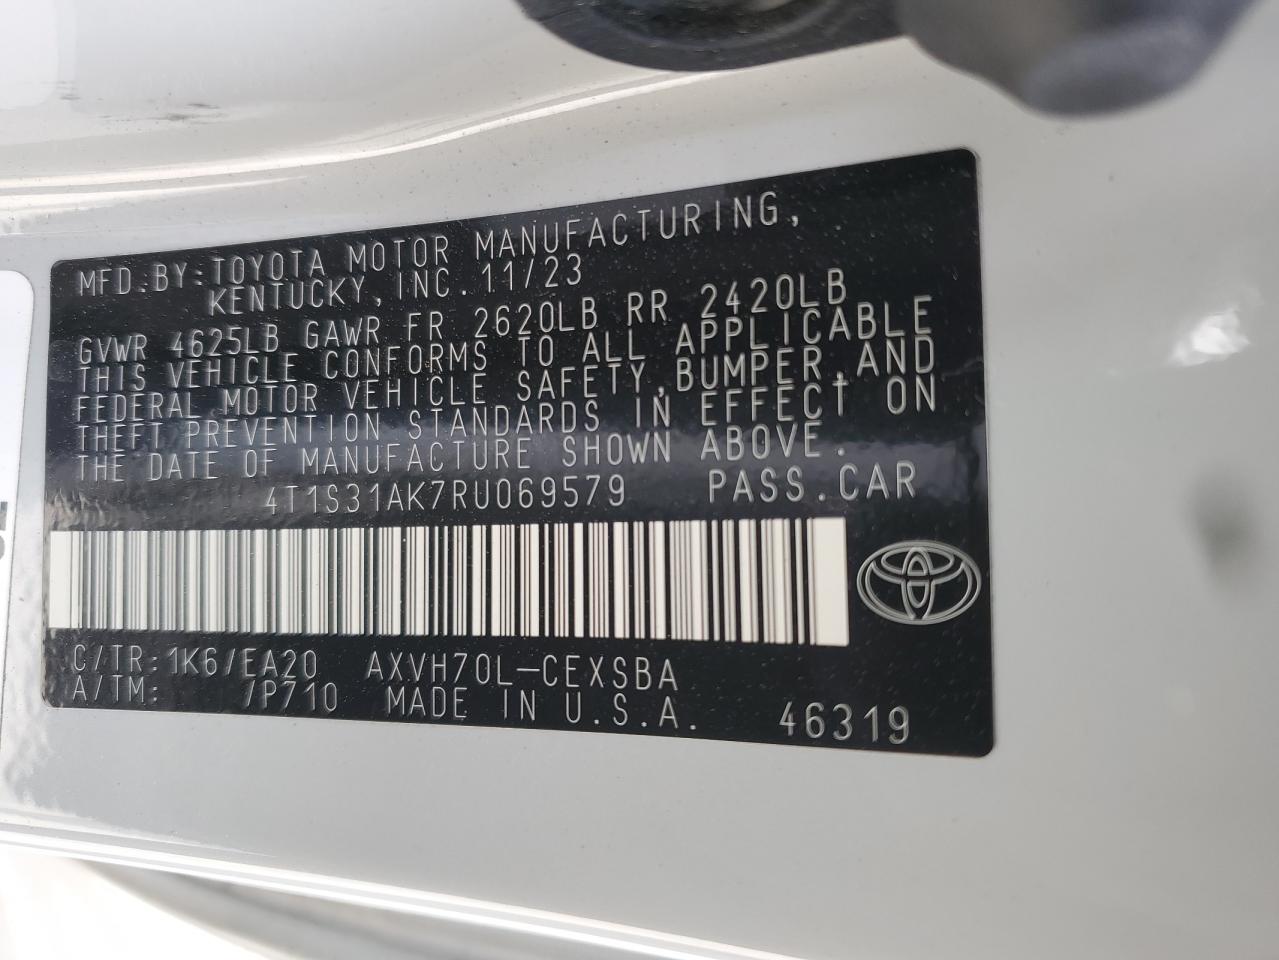 MFD.BY:TOYOTA MOTOR MANUFACTURING,
KENTUCKY,INC.11/23
GVWR 4625LB GAWR FR 2620LB RR 2420LB
THIS VEHICLE CONFORMS TO ALL APPLICABLE
FEDERAL MOTOR VEHICLE SAFETY,BUMPER,AND
THEFT PREVENTION STANDARDS IN EFFECT ON
THE DATE OF MANUFACTURE SHOWN ABOVE.
4T1S31AK7RU069579 PASS.CAR
C/TR:1K6/EA20 AXVH70L-CEXSBA
A/TM: /P710 MADE IN U.S.A. 46319